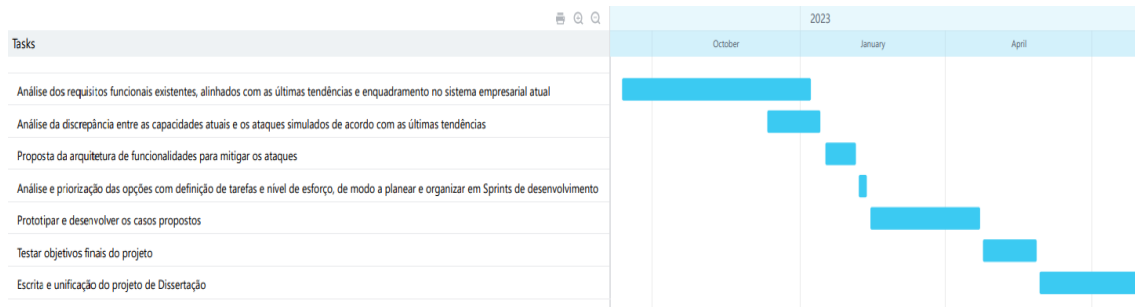 2023
Tasks
October
January
April
Análise dos requisitos funcionais existentes, alinhados com as últimas tendências e enquadramento no sistema empresarial atual
Análise da discrepância entre as capacidades atuais e os ataques simulados de acordo com as últimas tendências
Proposta da arquitetura de funcionalidades para mitigar os ataques
Análise e priorização das opções com definição de tarefas e nível de esforço, de modo a planear e organizar em Sprints de desenvolvimento
Prototipar e desenvolver os casos propostos
Testar objetivos finais do projeto
Escrita e unificação do projeto de Dissertação